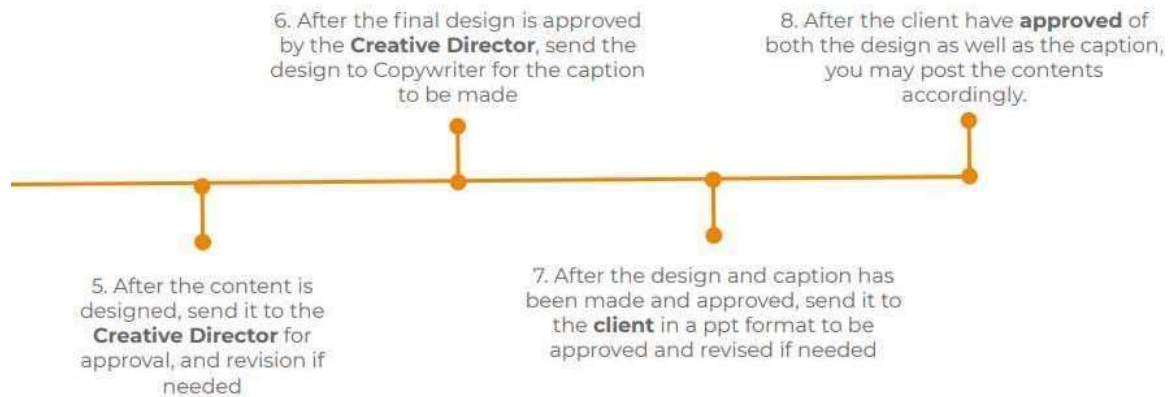 6. After the final design is approved
by the Creative Director, send the
design to Copywriter for the caption
to be made
8. After the client have approved of
both the design as well as the caption,
you may post the contents
accordingly.
5. After the content is
designed, send it to the
Creative Director for
approval, and revision if
needed
7. After the design and caption has
been made and approved, send it to
the client in a ppt format to be
approved and revised if needed